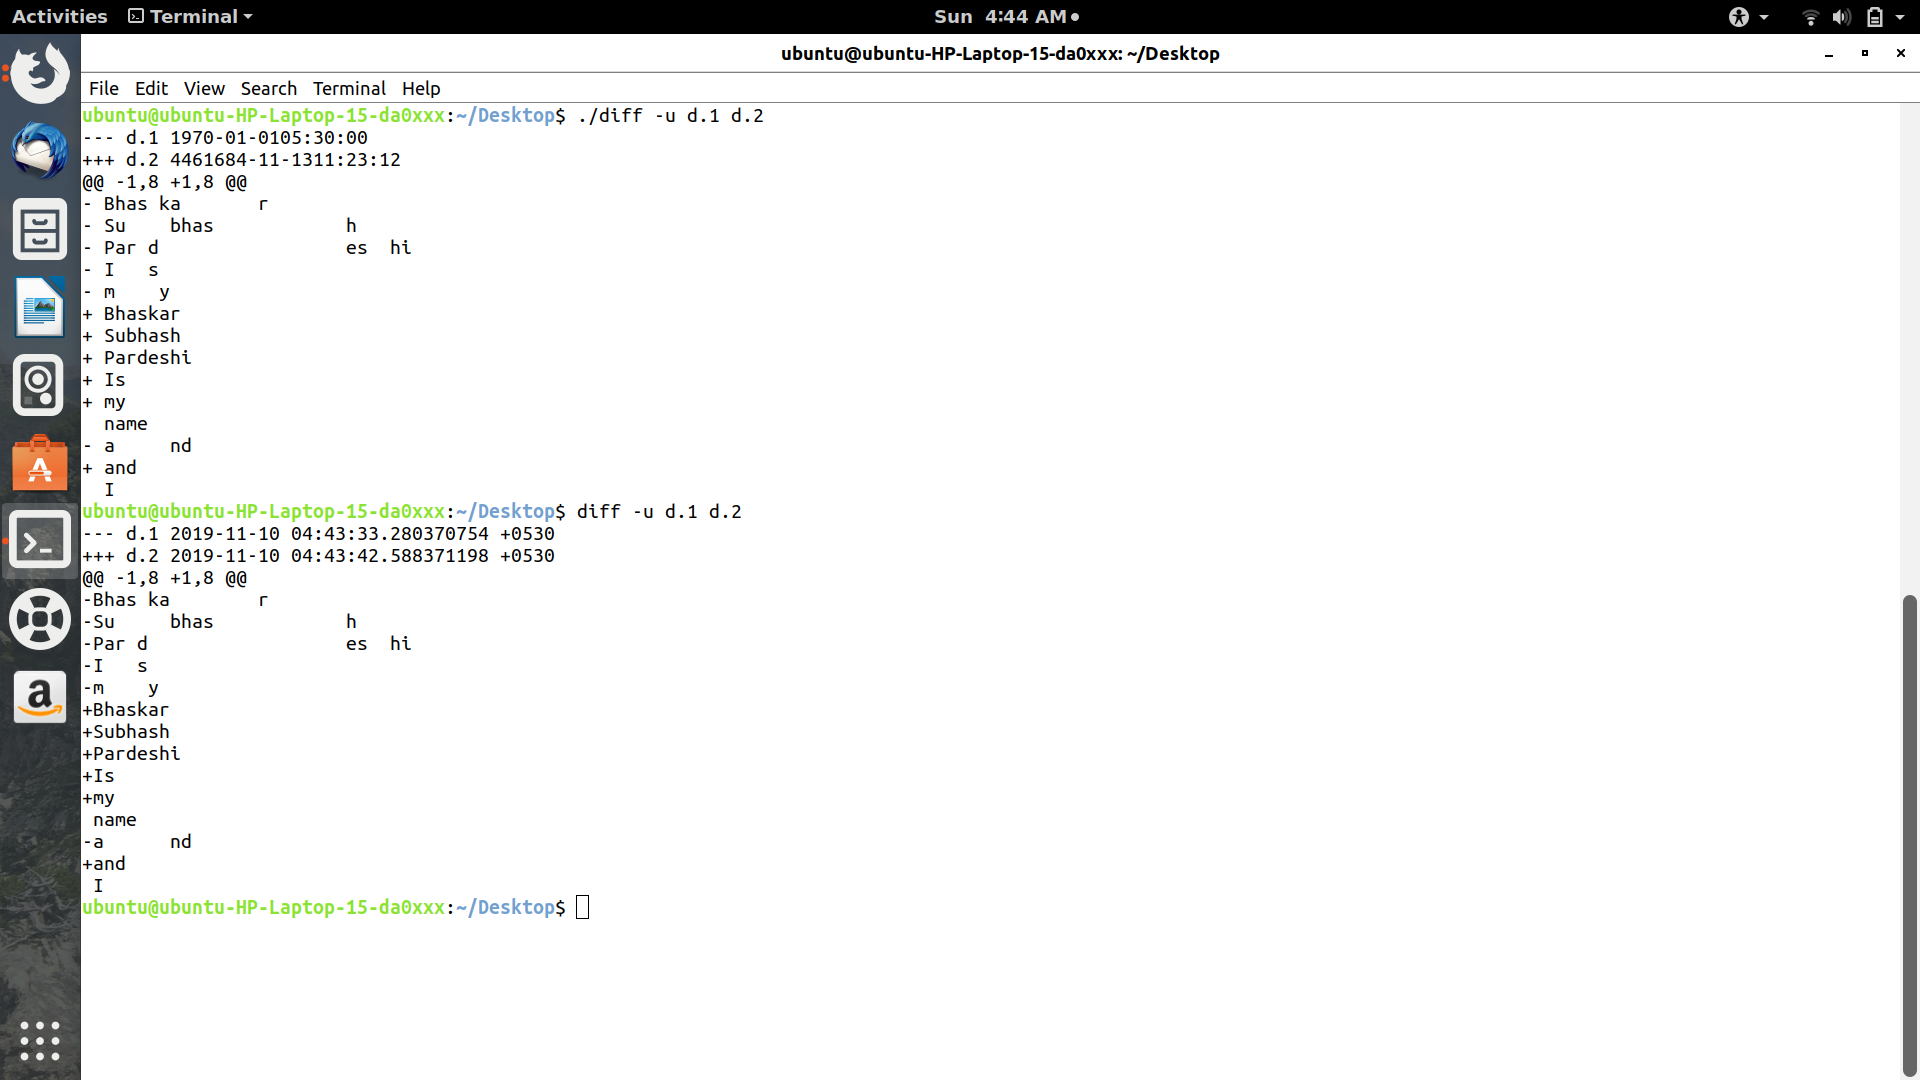 Activities Terminal Sun 4:44 AM
ubuntu@ubuntu-HP-Laptop-15-da0xxx: ~/Desktop
File Edit View Search Terminal Help
ubuntu@ubuntu-HP-Laptop-15-da0xxx:~/Desktop$ ./diff -u d.1 d.2
--- d.1 1970-01-0105:30:00
+++ d.2 4461684-11-1311:23:12
@@ -1,8 +1,8 @@
- Bhas ka       r
- Su    bhas            h
- Par d                 es  hi
- I   s
- m    y
+ Bhaskar
+ Subhash
+ Pardeshi
+ Is
+ my
  name
- a     nd
+ and
  I
ubuntu@ubuntu-HP-Laptop-15-da0xxx:~/Desktop$ diff -u d.1 d.2
--- d.1 2019-11-10 04:43:33.280370754 +0530
+++ d.2 2019-11-10 04:43:42.588371198 +0530
@@ -1,8 +1,8 @@
-Bhas ka        r
-Su     bhas            h
-Par d                  es  hi
-I   s
-m    y
+Bhaskar
+Subhash
+Pardeshi
+Is
+my
 name
-a      nd
+and
 I
ubuntu@ubuntu-HP-Laptop-15-da0xxx:~/Desktop$